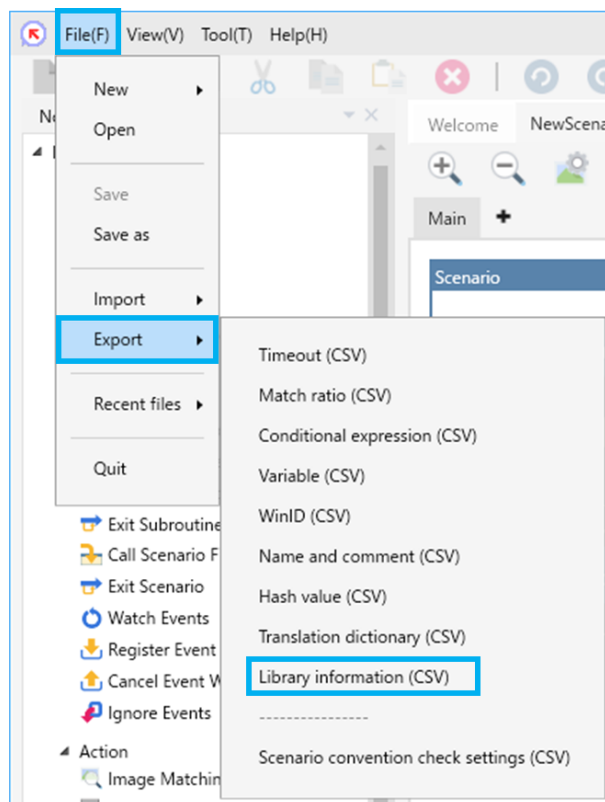 File(F) View(V) Tool(T) Help(H)
New
Open
Save
Save as
Import
Export
Recent files
Quit
Welcome
Main
Scenario
Timeout (CSV)
Match ratio (CSV)
Conditional expression (CSV)
Variable (CSV)
WinID (CSV)
Name and comment (CSV)
Hash value (CSV)
Translation dictionary (CSV)
Library information (CSV)
----------------
Scenario convention check settings (CSV)
Exit Subroutine
Call Scenario F
Exit Scenario
Watch Events
Register Event
Cancel Event W
Ignore Events
Action
Image Matchin